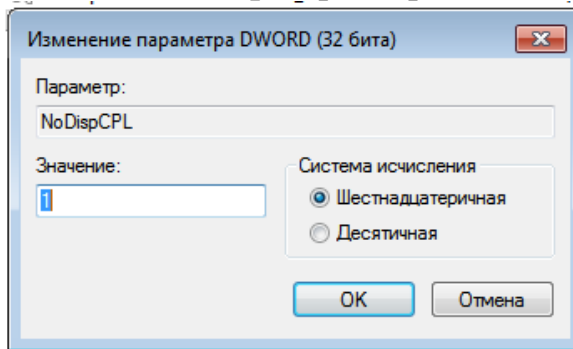 Изменение параметра DWORD (32 бита)
Параметр:
NoDispCPL
Значение:
1
Система исчисления
Шестнадцатеричная
Десятичная
OK
Отмена